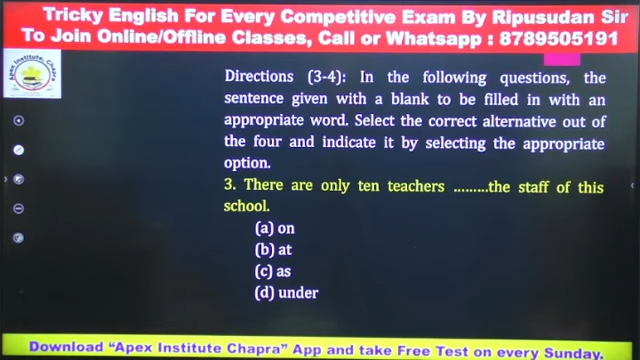 Tricky English For Every Competitive Exam By Ripusudan Sir
To Join Online/Offline Classes, Call or Whatsapp : 8789505191
Apex Institute, Chapra
Directions (3-4): In the following questions, the
sentence given with a blank to be filled in with an
appropriate word. Select the correct alternative out of
the four and indicate it by selecting the appropriate
option.
3. There are only ten teachers .........the staff of this
school.
(a) on
(b) at
(c) as
(d) under
Download “Apex Institute Chapra” App and take Free Test on every Sunday.